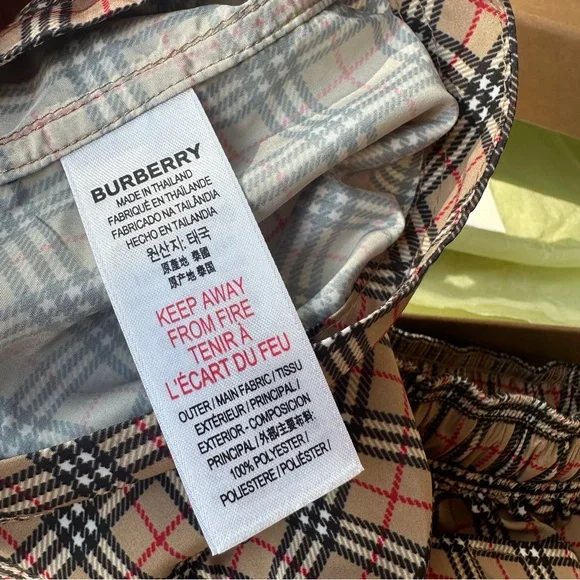 BURBERRY
MADE IN THAILAND
FABRIQUÉ EN THAÏLANDE
FABRICADO NA TAILÂNDIA
HECHO EN TAILANDIA
원산지: 태국
原產地 泰國
原产地 泰国
KEEP AWAY
FROM FIRE
TENIR À
L'ÉCART DU FEU
OUTER / MAIN FABRIC / TISSU
EXTÉRIEUR / PRINCIPAL /
EXTERIOR - COMPOSICION
PRINCIPAL / 外部主要布料:
100% POLYESTER /
POLIESTERE / POLIÉSTER /